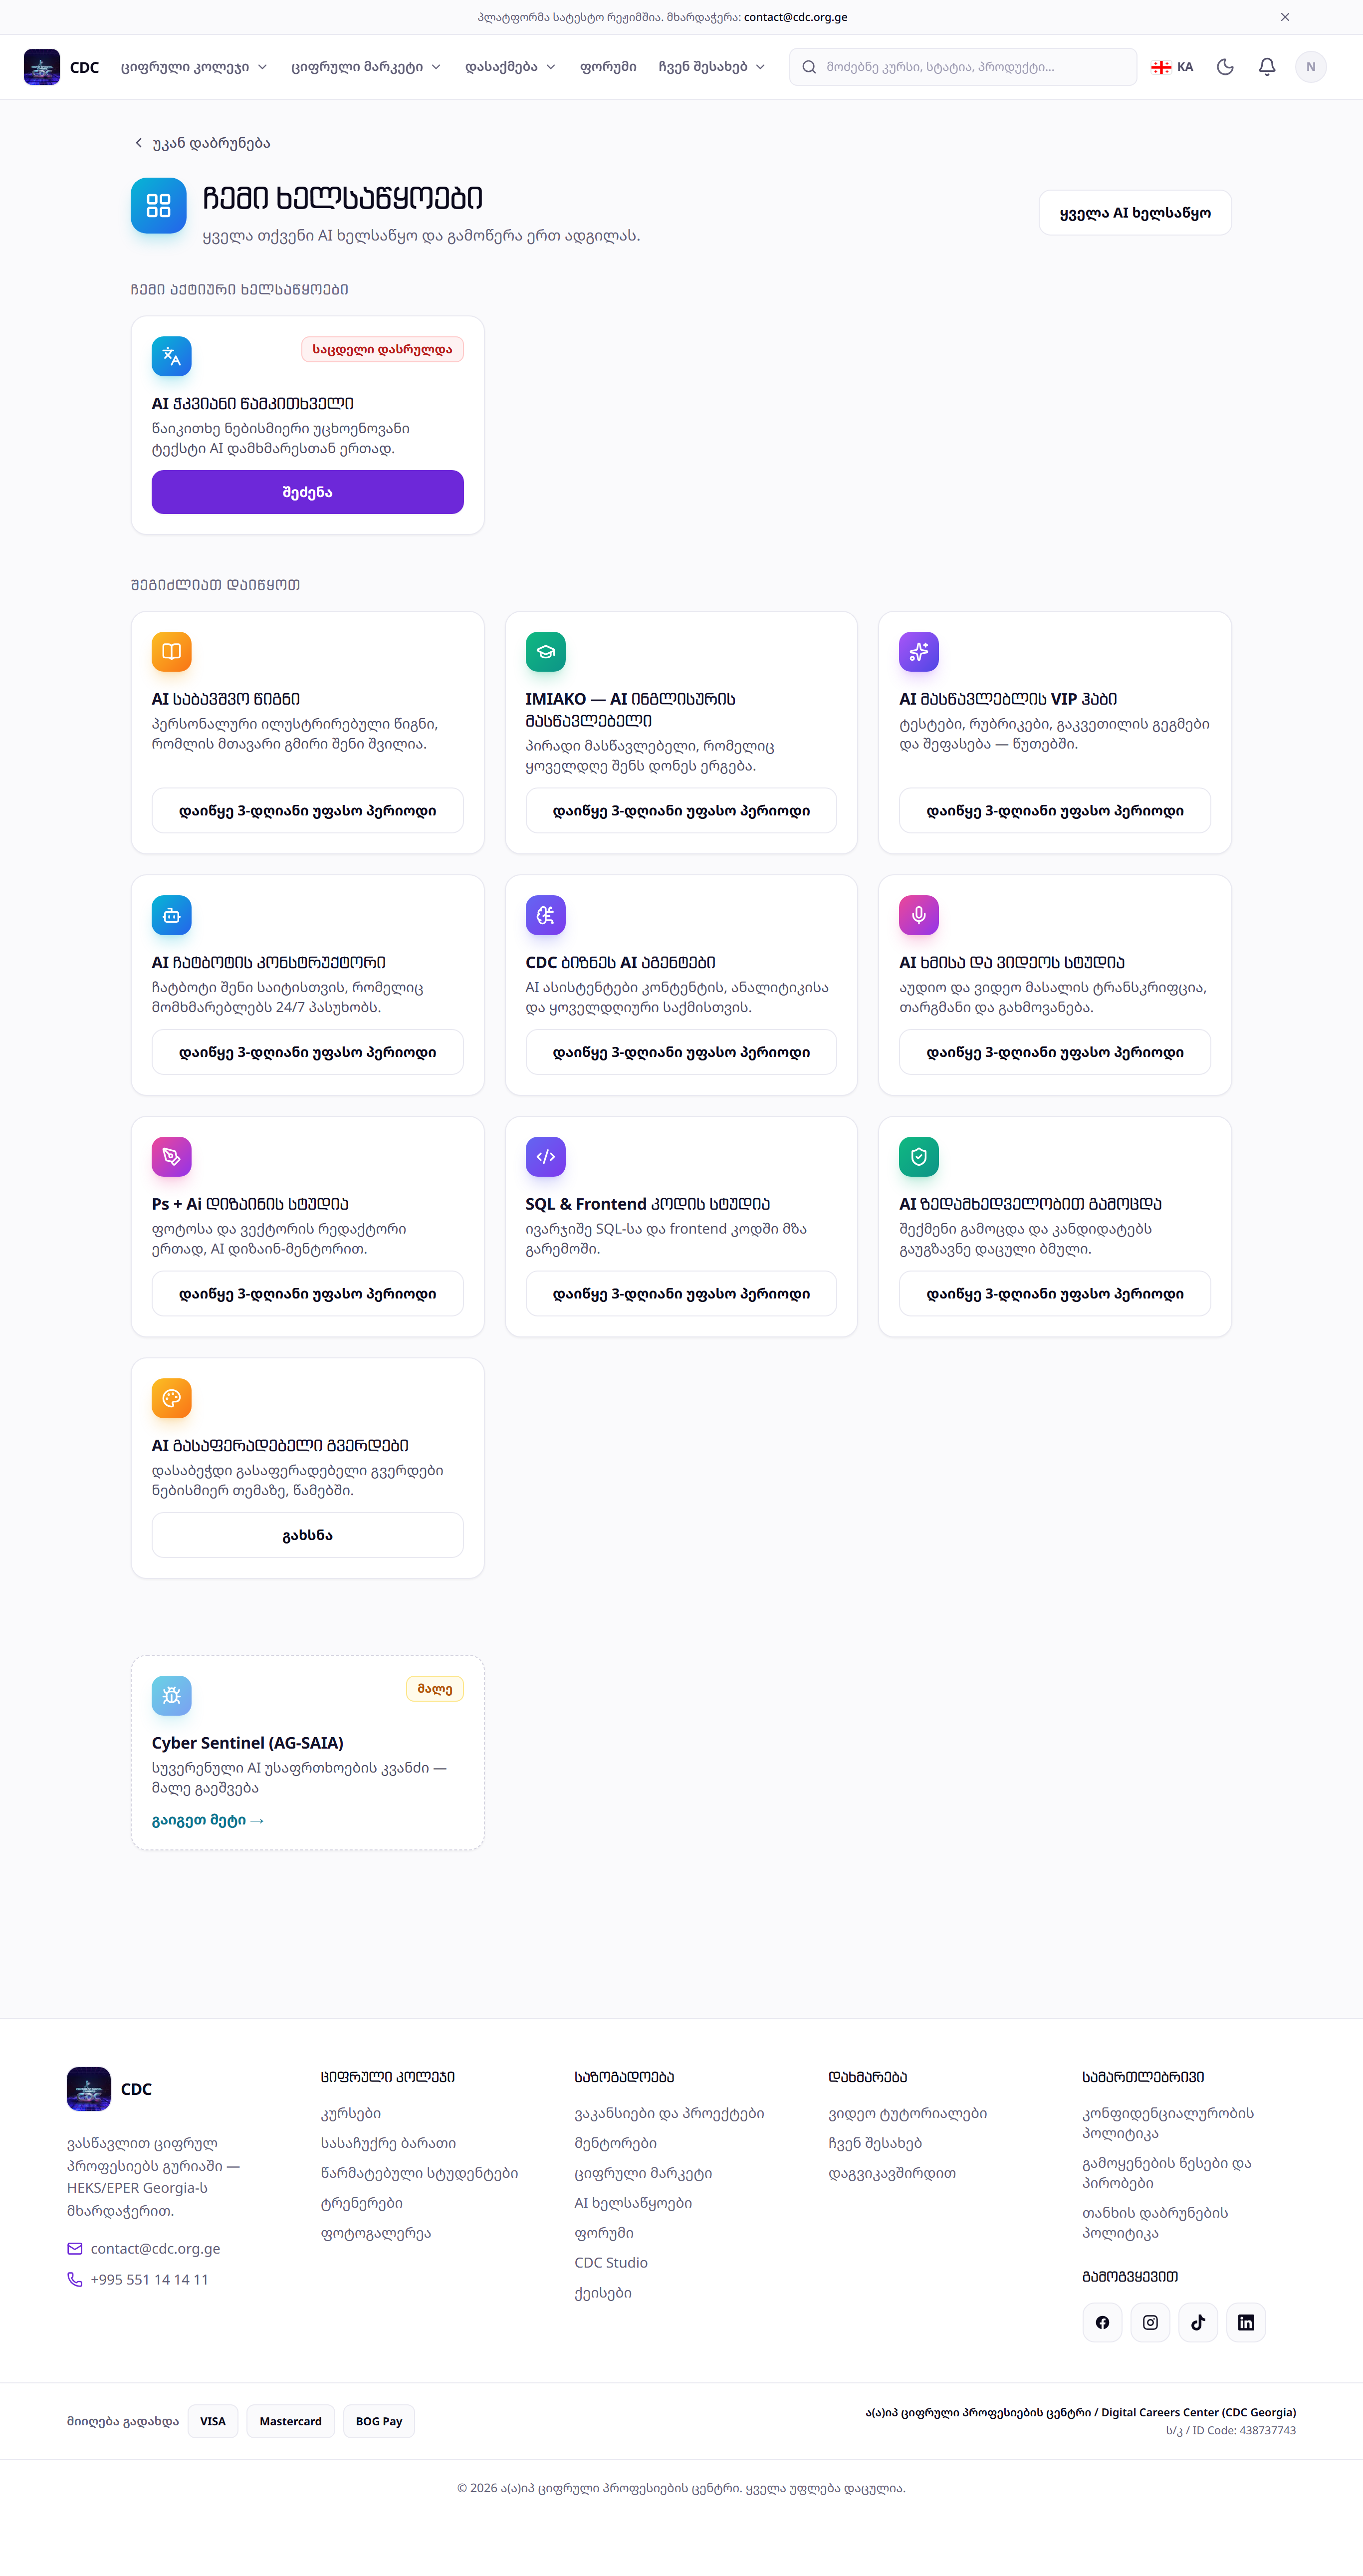 პლატფორმა სატესტო რეჟიმშია. მხარდაჭერა: contact@cdc.org.ge
CDC
ციფრული კოლეჯი
ციფრული მარკეტი
დასაქმება
ფორუმი
ჩვენ შესახებ
მოძებნე კურსი, სტატია, პროდუქტი...
KA
N
უკან დაბრუნება
ჩემი ხელსაწყოები
ყველა თქვენი AI ხელსაწყო და გამოწერა ერთ ადგილას.
ყველა AI ხელსაწყო
ჩემი აქტიური ხელსაწყოები
საცდელი დასრულდა
AI ჭკვიანი წამკითხველი
წაიკითხე ნებისმიერი უცხოენოვანი
ტექსტი AI დამხმარესთან ერთად.
შეძენა
შეგიძლიათ დაიწყოთ
AI საბავშვო წიგნი
პერსონალური ილუსტრირებული წიგნი,
რომლის მთავარი გმირი შენი შვილია.
დაიწყე 3-დღიანი უფასო პერიოდი
IMIAKO — AI ინგლისურის
მასწავლებელი
პირადი მასწავლებელი, რომელიც
ყოველდღე შენს დონეს ერგება.
დაიწყე 3-დღიანი უფასო პერიოდი
AI მასწავლებლის VIP ჰაბი
ტესტები, რუბრიკები, გაკვეთილის გეგმები
და შეფასება — წუთებში.
დაიწყე 3-დღიანი უფასო პერიოდი
AI ჩატბოტის კონსტრუქტორი
ჩატბოტი შენი საიტისთვის, რომელიც
მომხმარებლებს 24/7 პასუხობს.
დაიწყე 3-დღიანი უფასო პერიოდი
CDC ბიზნეს AI აგენტები
AI ასისტენტები კონტენტის, ანალიტიკისა
და ყოველდღიური საქმისთვის.
დაიწყე 3-დღიანი უფასო პერიოდი
AI ხმისა და ვიდეოს სტუდია
აუდიო და ვიდეო მასალის ტრანსკრიფცია,
თარგმანი და გახმოვანება.
დაიწყე 3-დღიანი უფასო პერიოდი
Ps + Ai დიზაინის სტუდია
ფოტოსა და ვექტორის რედაქტორი
ერთად, AI დიზაინ-მენტორით.
დაიწყე 3-დღიანი უფასო პერიოდი
SQL & Frontend კოდის სტუდია
ივარჯიშე SQL-სა და frontend კოდში მზა
გარემოში.
დაიწყე 3-დღიანი უფასო პერიოდი
AI ზედამხედველობით გამოცდა
შექმენი გამოცდა და კანდიდატებს
გაუგზავნე დაცული ბმული.
დაიწყე 3-დღიანი უფასო პერიოდი
AI გასაფერადებელი გვერდები
დასაბეჭდი გასაფერადებელი გვერდები
ნებისმიერ თემაზე, წამებში.
გახსნა
მალე
Cyber Sentinel (AG-SAIA)
სუვერენული AI უსაფრთხოების კვანძი —
მალე გაეშვება
გაიგეთ მეტი →
CDC
ვასწავლით ციფრულ
პროფესიებს გურიაში —
HEKS/EPER Georgia-ს
მხარდაჭერით.
contact@cdc.org.ge
+995 551 14 14 11
ციფრული კოლეჯი
კურსები
სასაჩუქრე ბარათი
წარმატებული სტუდენტები
ტრენერები
ფოტოგალერეა
საზოგადოება
ვაკანსიები და პროექტები
მენტორები
ციფრული მარკეტი
AI ხელსაწყოები
ფორუმი
CDC Studio
ქეისები
დახმარება
ვიდეო ტუტორიალები
ჩვენ შესახებ
დაგვიკავშირდით
სამართლებრივი
კონფიდენციალურობის
პოლიტიკა
გამოყენების წესები და
პირობები
თანხის დაბრუნების
პოლიტიკა
გამოგვყევით
მიიღება გადახდა
VISA
Mastercard
BOG Pay
ა(ა)იპ ციფრული პროფესიების ცენტრი / Digital Careers Center (CDC Georgia)
ს/კ / ID Code: 438737743
© 2026 ა(ა)იპ ციფრული პროფესიების ცენტრი. ყველა უფლება დაცულია.